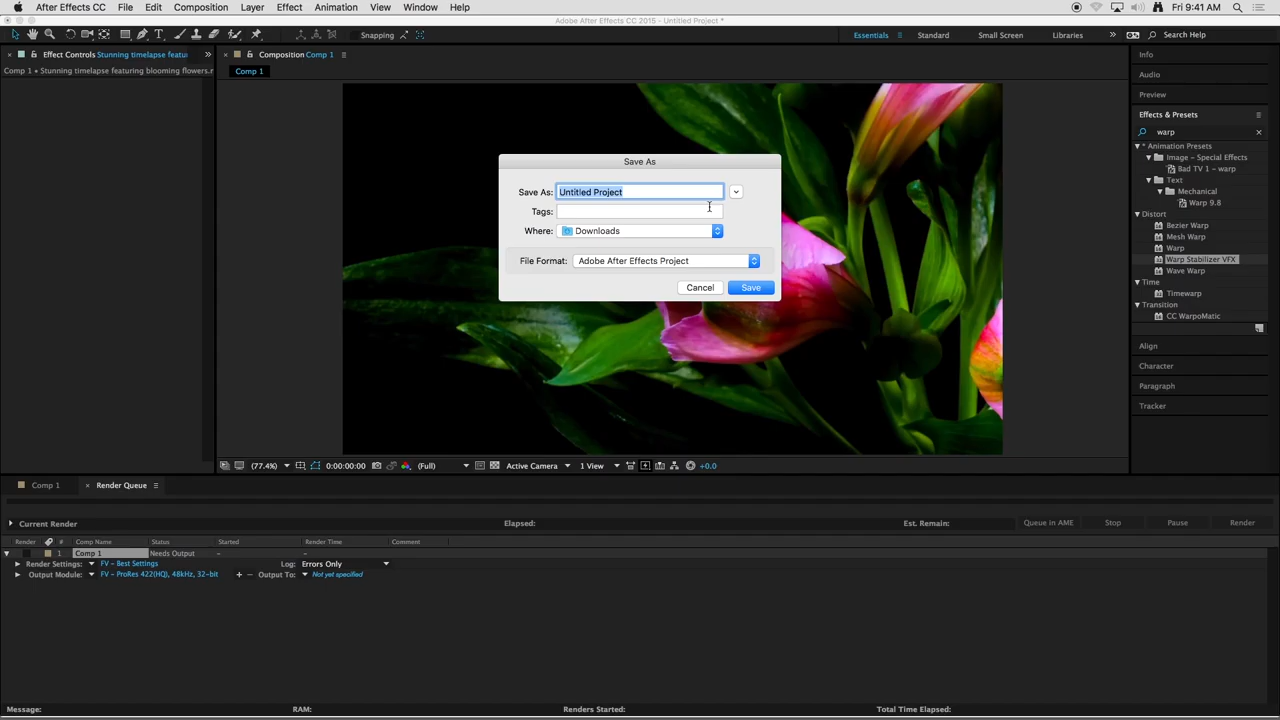 After Effects CC File Edit Composition Layer Effect Animation View Window Help Fri 9:41 AM
Adobe After Effects CC 2015 - Untitled Project *
Snapping Essentials Standard Small Screen Libraries Search Help
Effect Controls Stunning timelapse featur Composition Comp 1 Info
Comp 1 • Stunning timelapse featuring blooming flowers.r Comp 1
Audio
Preview
Effects & Presets
warp
* Animation Presets
Image – Special Effects
Bad TV 1 – warp
Text
Mechanical
Warp 9.8
Distort
Bezier Warp
Mesh Warp
Warp
Warp Stabilizer VFX
Wave Warp
Time
Timewarp
Transition
CC WarpoMatic
Align
Character
Paragraph
Tracker
Save As
Save As: Untitled Project
Tags:
Where: Downloads
File Format: Adobe After Effects Project
Cancel Save
(77.4%) 0:00:00:00 (Full) Active Camera 1 View +0.0
Comp 1 × Render Queue
Current Render Elapsed: Est. Remain: Queue in AME Stop Pause Render
Render # Comp Name Status Started Render Time Comment
1 Comp 1 Needs Output – –
Render Settings: FV – Best Settings Log: Errors Only
Output Module: FV – ProRes 422(HQ), 48kHz, 32-bit + – Output To: Not yet specified
Message: RAM: Renders Started: Total Time Elapsed: